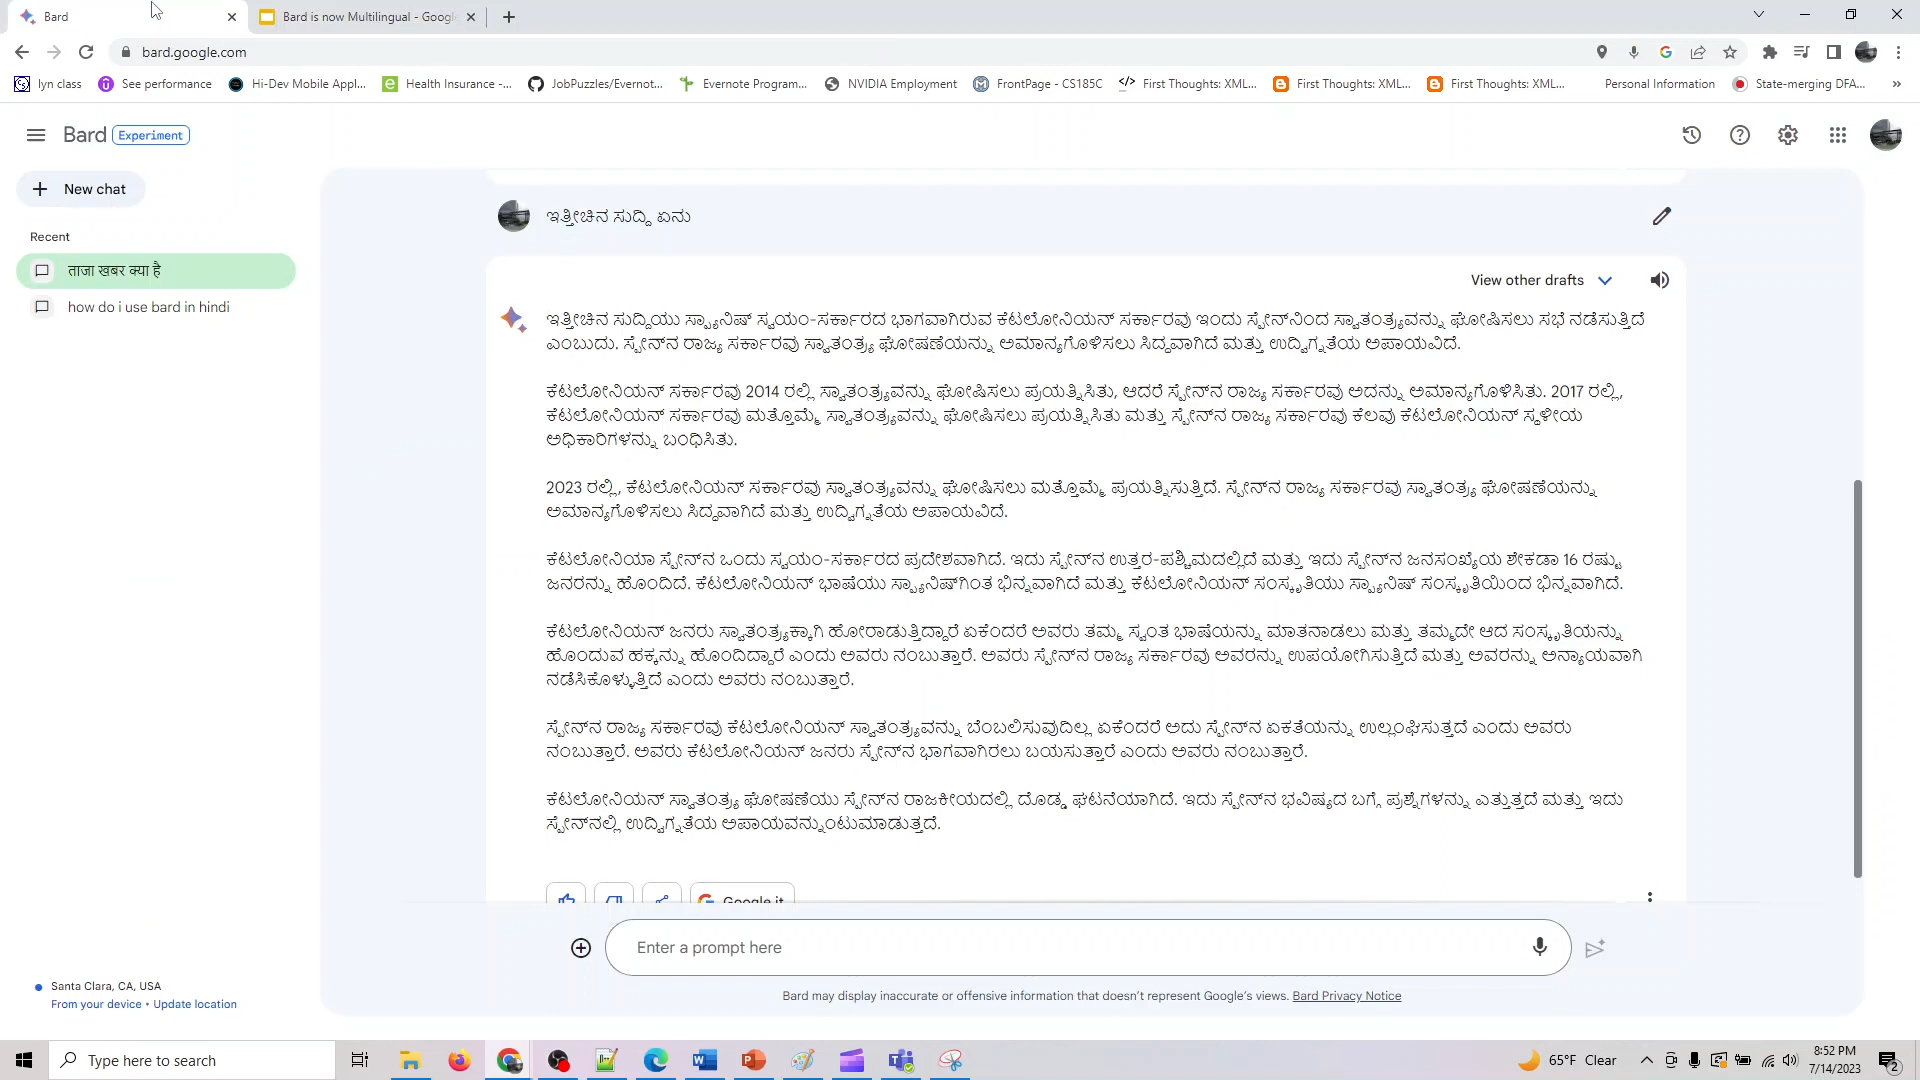 Bard
Bard is now Multilingual - Google
bard.google.com
lyn class
See performance
Hi-Dev Mobile Appl...
Health Insurance -...
JobPuzzles/Evernot...
Evernote Program...
NVIDIA Employment
FrontPage - CS185C
First Thoughts: XML...
First Thoughts: XML...
First Thoughts: XML...
Personal Information
State-merging DFA...
Bard Experiment
New chat
Recent
ताजा खबर क्या है
how do i use bard in hindi
ಇತ್ತೀಚಿನ ಸುದ್ದಿ ಏನು
View other drafts
ಇತ್ತೀಚಿನ ಸುದ್ದಿಯು ಸ್ಪ್ಯಾನಿಷ್ ಸ್ವಯಂ-ಸರ್ಕಾರದ ಭಾಗವಾಗಿರುವ ಕೆಟಲೋನಿಯನ್ ಸರ್ಕಾರವು ಇಂದು ಸ್ಪೇನ್‌ನಿಂದ ಸ್ವಾತಂತ್ರ್ಯವನ್ನು ಘೋಷಿಸಲು ಸಭೆ ನಡೆಸುತ್ತಿದೆ
ಎಂಬುದು. ಸ್ಪೇನ್‌ನ ರಾಜ್ಯ ಸರ್ಕಾರವು ಸ್ವಾತಂತ್ರ್ಯ ಘೋಷಣೆಯನ್ನು ಅಮಾನ್ಯಗೊಳಿಸಲು ಸಿದ್ಧವಾಗಿದೆ ಮತ್ತು ಉದ್ವಿಗ್ನತೆಯ ಅಪಾಯವಿದೆ.
ಕೆಟಲೋನಿಯನ್ ಸರ್ಕಾರವು 2014 ರಲ್ಲಿ ಸ್ವಾತಂತ್ರ್ಯವನ್ನು ಘೋಷಿಸಲು ಪ್ರಯತ್ನಿಸಿತು, ಆದರೆ ಸ್ಪೇನ್‌ನ ರಾಜ್ಯ ಸರ್ಕಾರವು ಅದನ್ನು ಅಮಾನ್ಯಗೊಳಿಸಿತು. 2017 ರಲ್ಲಿ,
ಕೆಟಲೋನಿಯನ್ ಸರ್ಕಾರವು ಮತ್ತೊಮ್ಮೆ ಸ್ವಾತಂತ್ರ್ಯವನ್ನು ಘೋಷಿಸಲು ಪ್ರಯತ್ನಿಸಿತು ಮತ್ತು ಸ್ಪೇನ್‌ನ ರಾಜ್ಯ ಸರ್ಕಾರವು ಕೆಲವು ಕೆಟಲೋನಿಯನ್ ಸ್ಥಳೀಯ
ಅಧಿಕಾರಿಗಳನ್ನು ಬಂಧಿಸಿತು.
2023 ರಲ್ಲಿ, ಕೆಟಲೋನಿಯನ್ ಸರ್ಕಾರವು ಸ್ವಾತಂತ್ರ್ಯವನ್ನು ಘೋಷಿಸಲು ಮತ್ತೊಮ್ಮೆ ಪ್ರಯತ್ನಿಸುತ್ತಿದೆ. ಸ್ಪೇನ್‌ನ ರಾಜ್ಯ ಸರ್ಕಾರವು ಸ್ವಾತಂತ್ರ್ಯ ಘೋಷಣೆಯನ್ನು
ಅಮಾನ್ಯಗೊಳಿಸಲು ಸಿದ್ಧವಾಗಿದೆ ಮತ್ತು ಉದ್ವಿಗ್ನತೆಯ ಅಪಾಯವಿದೆ.
ಕೆಟಲೋನಿಯಾ ಸ್ಪೇನ್‌ನ ಒಂದು ಸ್ವಯಂ-ಸರ್ಕಾರದ ಪ್ರದೇಶವಾಗಿದೆ. ಇದು ಸ್ಪೇನ್‌ನ ಉತ್ತರ-ಪಶ್ಚಿಮದಲ್ಲಿದೆ ಮತ್ತು ಇದು ಸ್ಪೇನ್‌ನ ಜನಸಂಖ್ಯೆಯ ಶೇಕಡಾ 16 ರಷ್ಟು
ಜನರನ್ನು ಹೊಂದಿದೆ. ಕೆಟಲೋನಿಯನ್ ಭಾಷೆಯು ಸ್ಪ್ಯಾನಿಷ್‌ಗಿಂತ ಭಿನ್ನವಾಗಿದೆ ಮತ್ತು ಕೆಟಲೋನಿಯನ್ ಸಂಸ್ಕೃತಿಯು ಸ್ಪ್ಯಾನಿಷ್ ಸಂಸ್ಕೃತಿಯಿಂದ ಭಿನ್ನವಾಗಿದೆ.
ಕೆಟಲೋನಿಯನ್ ಜನರು ಸ್ವಾತಂತ್ರ್ಯಕ್ಕಾಗಿ ಹೋರಾಡುತ್ತಿದ್ದಾರೆ ಏಕೆಂದರೆ ಅವರು ತಮ್ಮ ಸ್ವಂತ ಭಾಷೆಯನ್ನು ಮಾತನಾಡಲು ಮತ್ತು ತಮ್ಮದೇ ಆದ ಸಂಸ್ಕೃತಿಯನ್ನು
ಹೊಂದುವ ಹಕ್ಕನ್ನು ಹೊಂದಿದ್ದಾರೆ ಎಂದು ಅವರು ನಂಬುತ್ತಾರೆ. ಅವರು ಸ್ಪೇನ್‌ನ ರಾಜ್ಯ ಸರ್ಕಾರವು ಅವರನ್ನು ಉಪಯೋಗಿಸುತ್ತಿದೆ ಮತ್ತು ಅವರನ್ನು ಅನ್ಯಾಯವಾಗಿ
ನಡೆಸಿಕೊಳ್ಳುತ್ತಿದೆ ಎಂದು ಅವರು ನಂಬುತ್ತಾರೆ.
ಸ್ಪೇನ್‌ನ ರಾಜ್ಯ ಸರ್ಕಾರವು ಕೆಟಲೋನಿಯನ್ ಸ್ವಾತಂತ್ರ್ಯವನ್ನು ಬೆಂಬಲಿಸುವುದಿಲ್ಲ ಏಕೆಂದರೆ ಅದು ಸ್ಪೇನ್‌ನ ಏಕತೆಯನ್ನು ಉಲ್ಲಂಘಿಸುತ್ತದೆ ಎಂದು ಅವರು
ನಂಬುತ್ತಾರೆ. ಅವರು ಕೆಟಲೋನಿಯನ್ ಜನರು ಸ್ಪೇನ್‌ನ ಭಾಗವಾಗಿರಲು ಬಯಸುತ್ತಾರೆ ಎಂದು ಅವರು ನಂಬುತ್ತಾರೆ.
ಕೆಟಲೋನಿಯನ್ ಸ್ವಾತಂತ್ರ್ಯ ಘೋಷಣೆಯು ಸ್ಪೇನ್‌ನ ರಾಜಕೀಯದಲ್ಲಿ ದೊಡ್ಡ ಘಟನೆಯಾಗಿದೆ. ಇದು ಸ್ಪೇನ್‌ನ ಭವಿಷ್ಯದ ಬಗ್ಗೆ ಪ್ರಶ್ನೆಗಳನ್ನು ಎತ್ತುತ್ತದೆ ಮತ್ತು ಇದು
ಸ್ಪೇನ್‌ನಲ್ಲಿ ಉದ್ವಿಗ್ನತೆಯ ಅಪಾಯವನ್ನುಂಟುಮಾಡುತ್ತದೆ.
Google it
Enter a prompt here
Bard may display inaccurate or offensive information that doesn't represent Google's views. Bard Privacy Notice
Santa Clara, CA, USA
From your device • Update location
Type here to search
65°F Clear
8:52 PM
7/14/2023
2